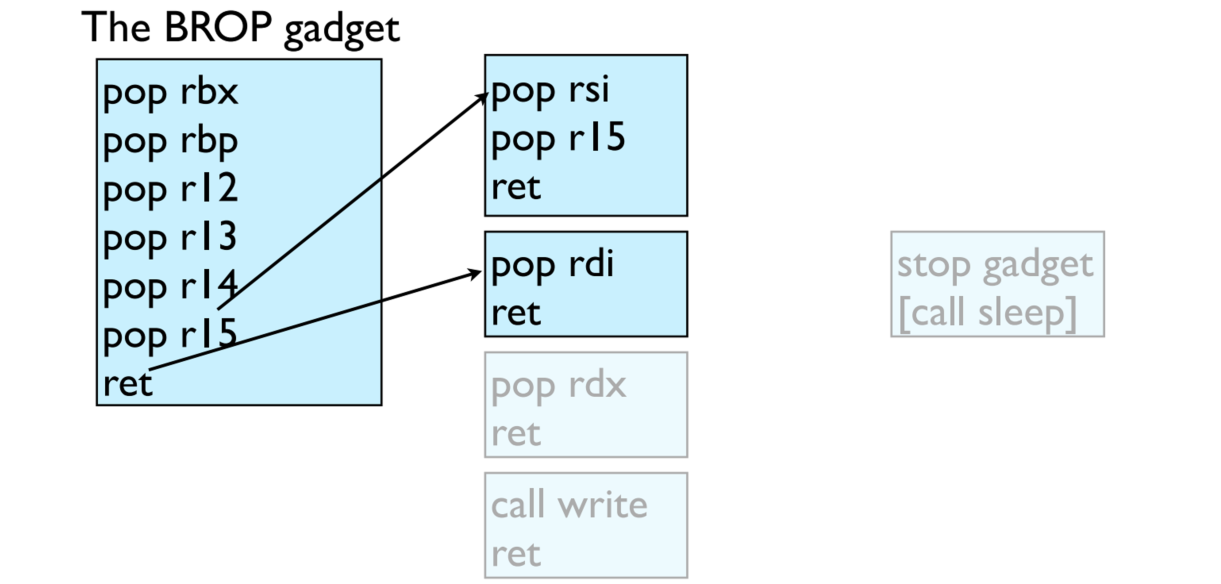 The BROP gadget
pop rbx
pop rbp
pop r12
pop r13
pop r14
pop r15
ret
pop rsi
pop r15
ret
pop rdi
ret
pop rdx
ret
call write
ret
stop gadget
[call sleep]